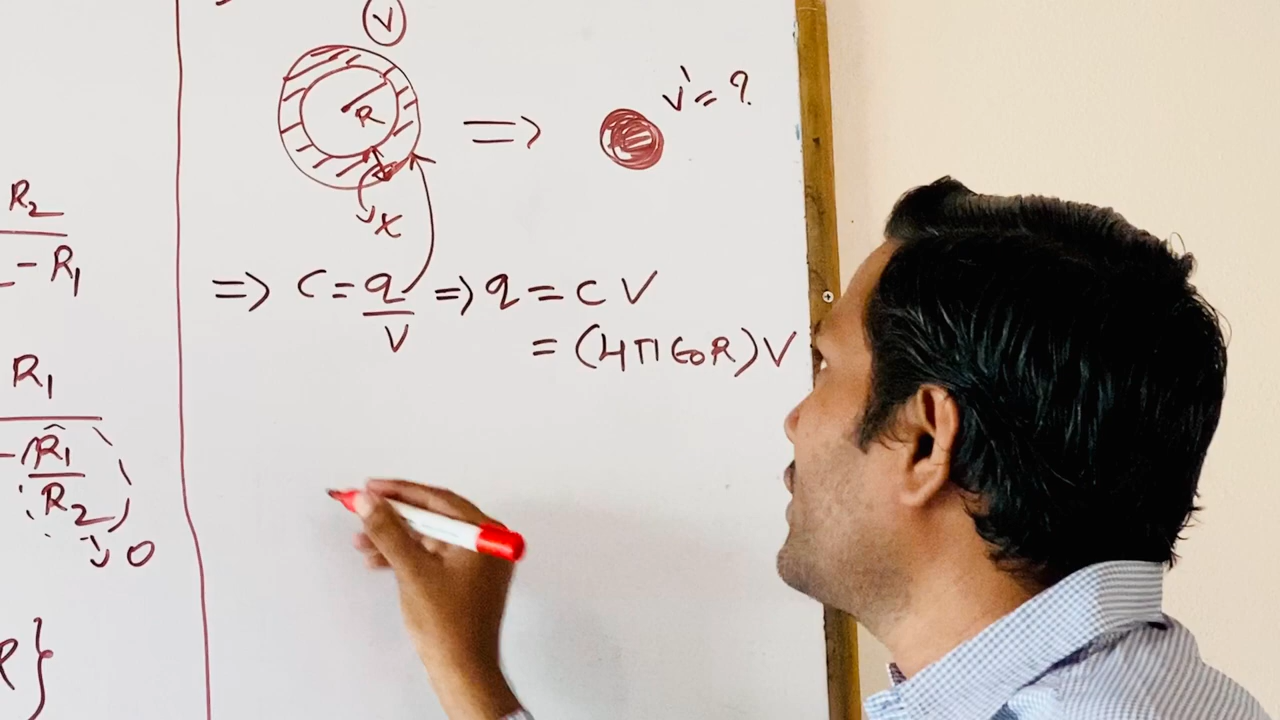 V
R
x
V' = ?
=> C = q/V => q = CV
= (4π∈₀R)V
R₂
- R₁
R₁
- R₁/R₂
0
R}